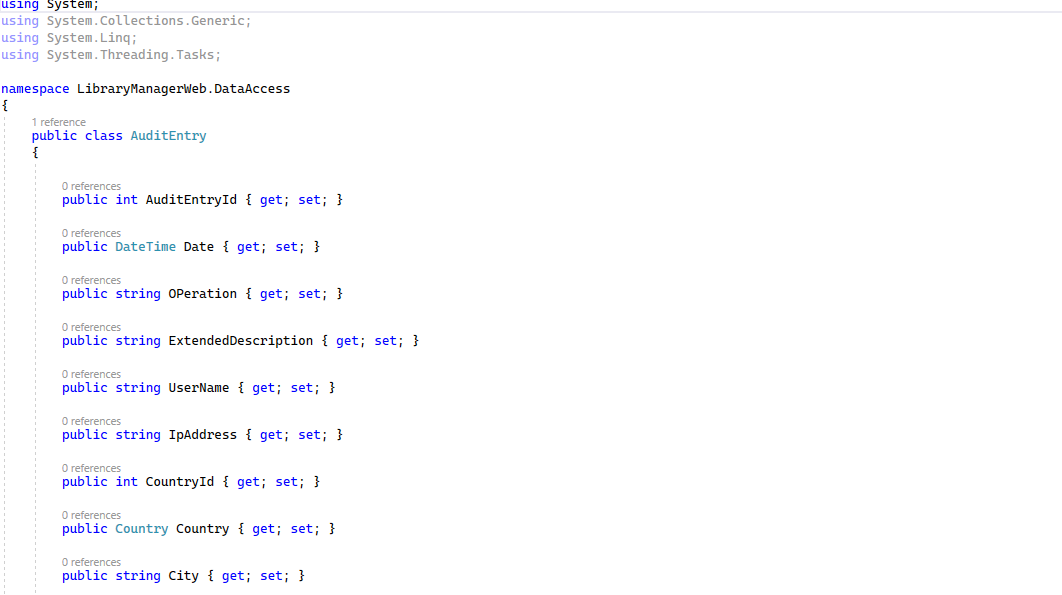 using System;
using System.Collections.Generic;
using System.Linq;
using System.Threading.Tasks;
namespace LibraryManagerWeb.DataAccess
{
1 reference
public class AuditEntry
{
0 references
public int AuditEntryId { get; set; }
0 references
public DateTime Date { get; set; }
0 references
public string OPeration { get; set; }
0 references
public string ExtendedDescription { get; set; }
0 references
public string UserName { get; set; }
0 references
public string IpAddress { get; set; }
0 references
public int CountryId { get; set; }
0 references
public Country Country { get; set; }
0 references
public string City { get; set; }